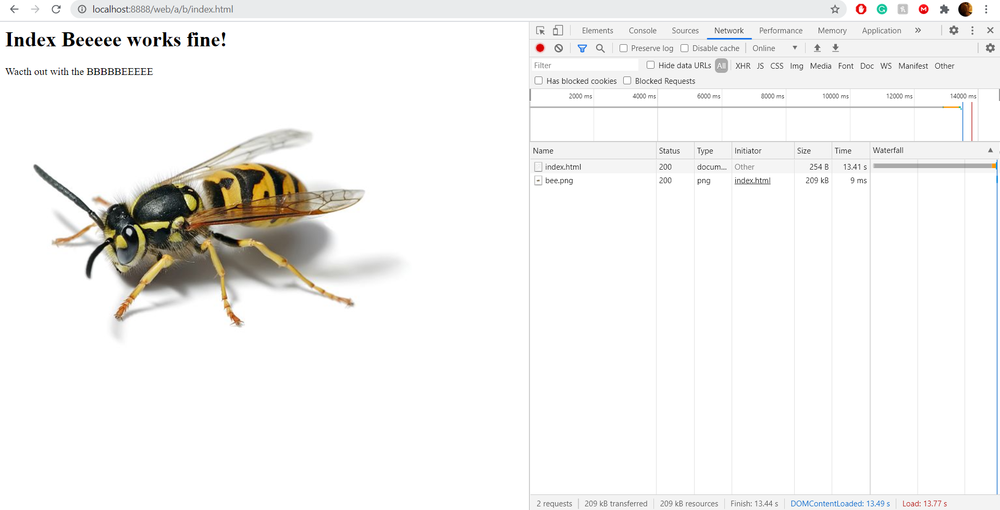 localhost:8888/web/a/b/index.html
Index Beeeee works fine!
Wacth out with the BBBBBEEEEE
Elements Console Sources Network Performance Memory Application
Preserve log Disable cache Online
Filter Hide data URLs All XHR JS CSS Img Media Font Doc WS Manifest Other
Has blocked cookies Blocked Requests
2000 ms 4000 ms 6000 ms 8000 ms 10000 ms 12000 ms 14000 ms
Name Status Type Initiator Size Time Waterfall
index.html 200 docum... Other 254 B 13.41 s
bee.png 200 png index.html 209 kB 9 ms
2 requests 209 kB transferred 209 kB resources Finish: 13.44 s DOMContentLoaded: 13.49 s Load: 13.77 s